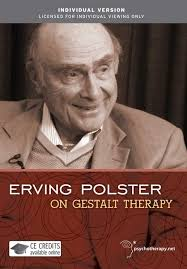 INDIVIDUAL VERSION
LICENSED FOR INDIVIDUAL VIEWING ONLY
ERVING POLSTER
ON GESTALT THERAPY
CE CREDITS
available online
psychotherapy.net